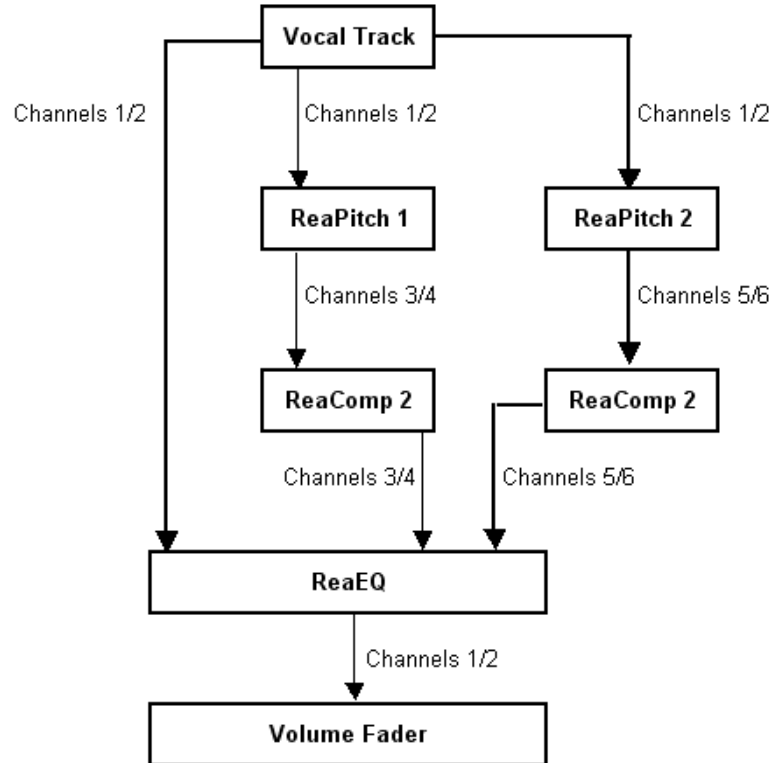 Vocal Track
Channels 1/2
Channels 1/2
Channels 1/2
ReaPitch 1
ReaPitch 2
Channels 3/4
Channels 5/6
ReaComp 2
ReaComp 2
Channels 3/4
Channels 5/6
ReaEQ
Channels 1/2
Volume Fader